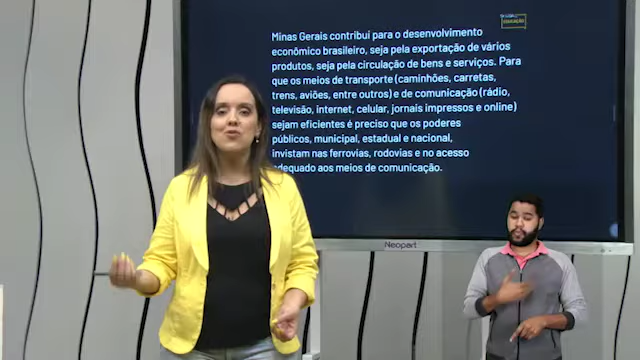 EDUCAÇÃO
Minas Gerais contribui para o desenvolvimento
econômico brasileiro, seja pela exportação de vários
produtos, seja pela circulação de bens e serviços. Para
que os meios de transporte (caminhões, carretas,
trens, aviões, entre outros) e de comunicação (rádio,
televisão, internet, celular, jornais impressos e online)
sejam eficientes é preciso que os poderes
públicos, municipal, estadual e nacional,
invistam nas ferrovias, rodovias e no acesso
adequado aos meios de comunicação.
Neopart